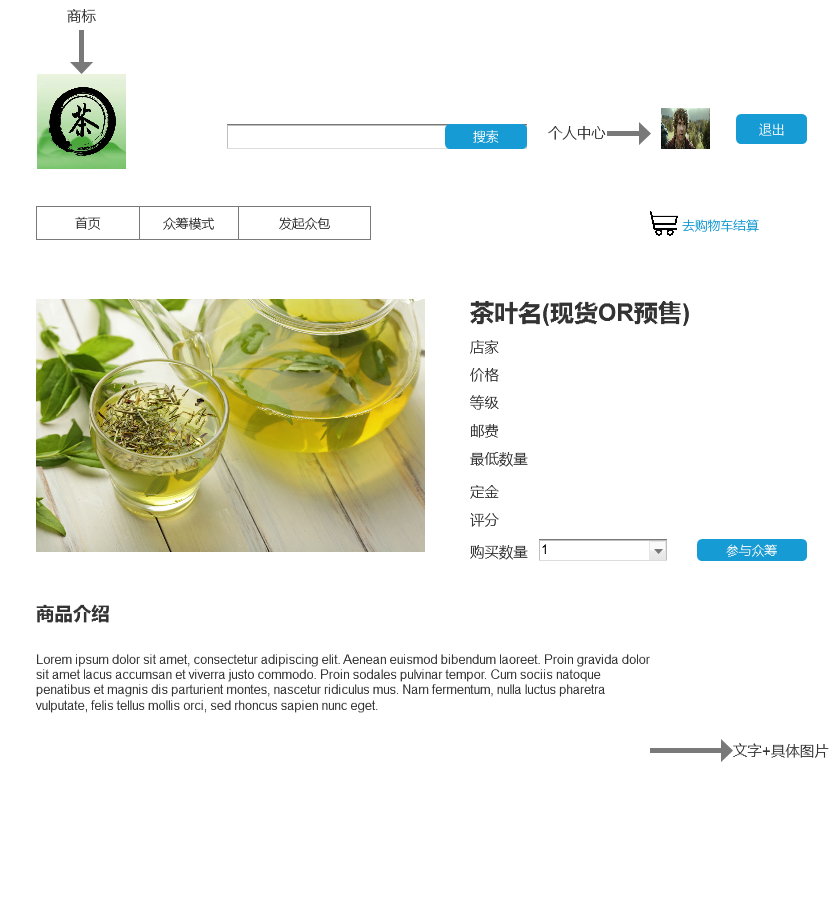 商标
茶
搜索
个人中心
退出
首页
众筹模式
发起众包
去购物车结算
茶叶名(现货OR预售)
店家
价格
等级
邮费
最低数量
定金
评分
购买数量
1
参与众筹
商品介绍
Lorem ipsum dolor sit amet, consectetur adipiscing elit. Aenean euismod bibendum laoreet. Proin gravida dolor
sit amet lacus accumsan et viverra justo commodo. Proin sodales pulvinar tempor. Cum sociis natoque
penatibus et magnis dis parturient montes, nascetur ridiculus mus. Nam fermentum, nulla luctus pharetra
vulputate, felis tellus mollis orci, sed rhoncus sapien nunc eget.
文字+具体图片